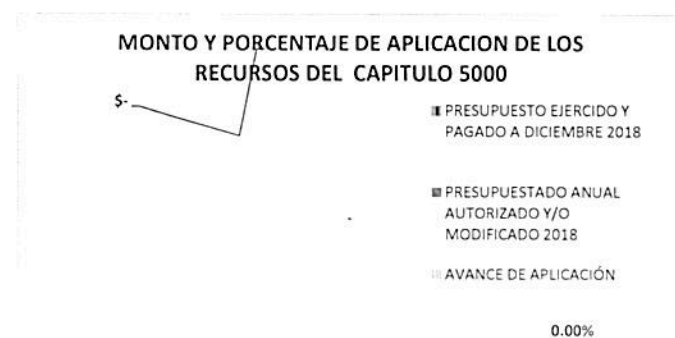 MONTO Y PORCENTAJE DE APLICACION DE LOS
RECURSOS DEL CAPITULO 5000
$-
PRESUPUESTO EJERCIDO Y
PAGADO A DICIEMBRE 2018
PRESUPUESTADO ANUAL
AUTORIZADO Y/O
MODIFICADO 2018
AVANCE DE APLICACIÓN
0.00%